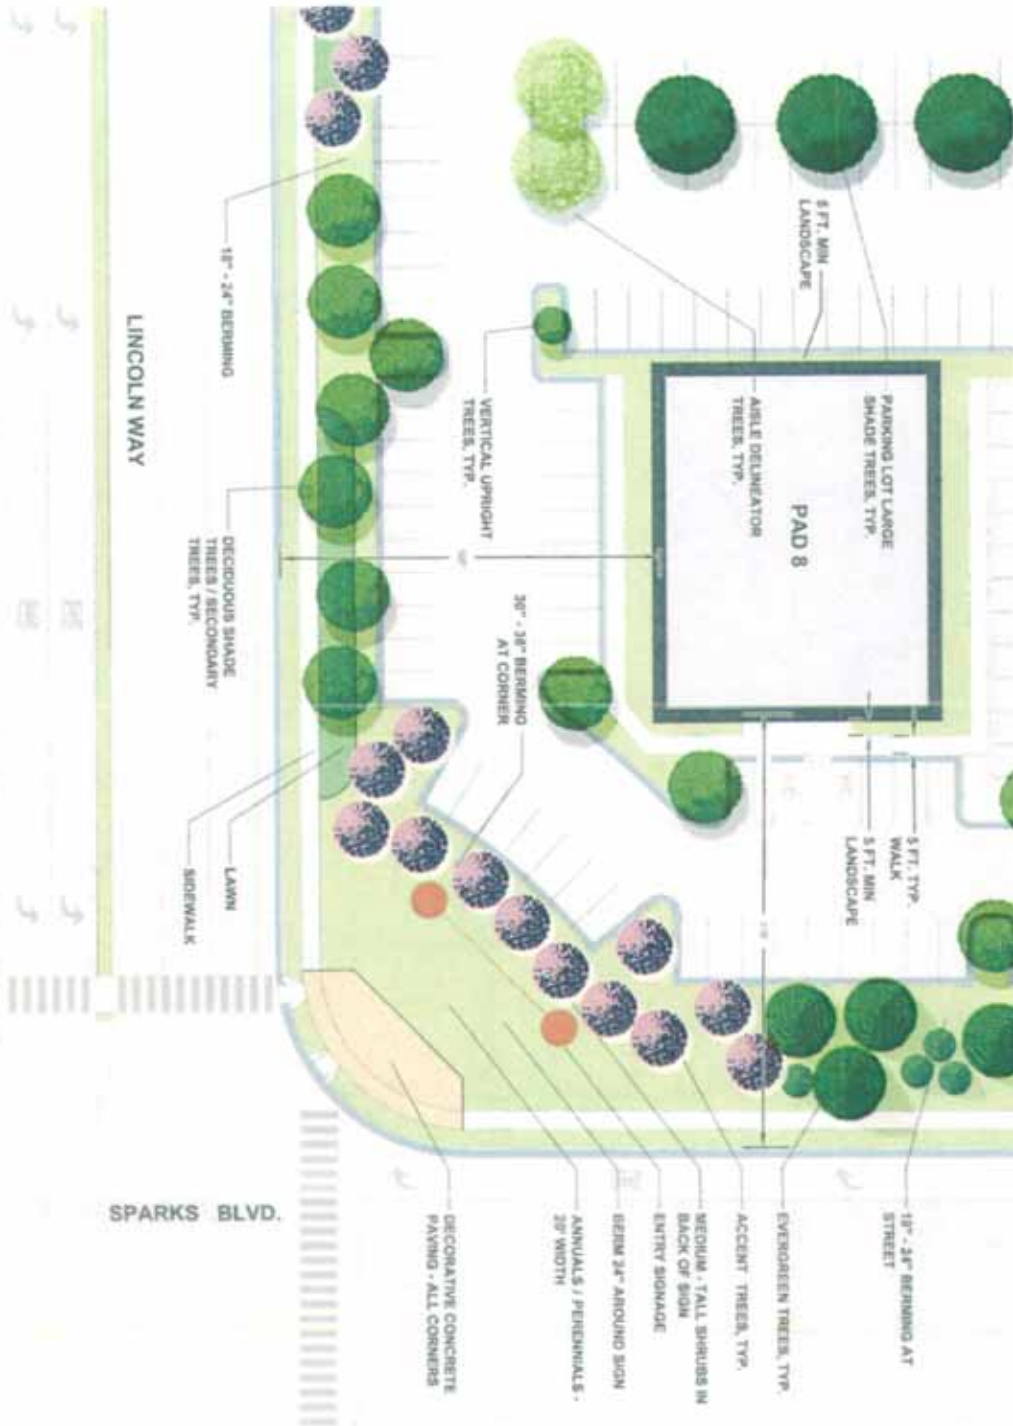 5 FT. MIN
LANDSCAPE
18" - 24" BERMING
LINCOLN WAY
VERTICAL UPRIGHT
TREES, TYP.
AISLE DELINEATOR
TREES, TYP.
PARKING LOT LARGE
SHADE TREES, TYP.
PAD 8
DECIDUOUS SHADE
TREES / SECONDARY
TREES, TYP.
30" - 36" BERMING
AT CORNER
5 FT. TYP.
WALK
5 FT. MIN
LANDSCAPE
LAWN
SIDEWALK
SPARKS BLVD.
18" - 24" BERMING AT
STREET
EVERGREEN TREES, TYP.
ACCENT TREES, TYP.
MEDIUM - TALL SHRUBS IN
BACK OF SIGN
ENTRY SIGNAGE
BERM 24" AROUND SIGN
ANNUALS / PERENNIALS -
20' WIDTH
DECORATIVE CONCRETE
PAVING - ALL CORNERS